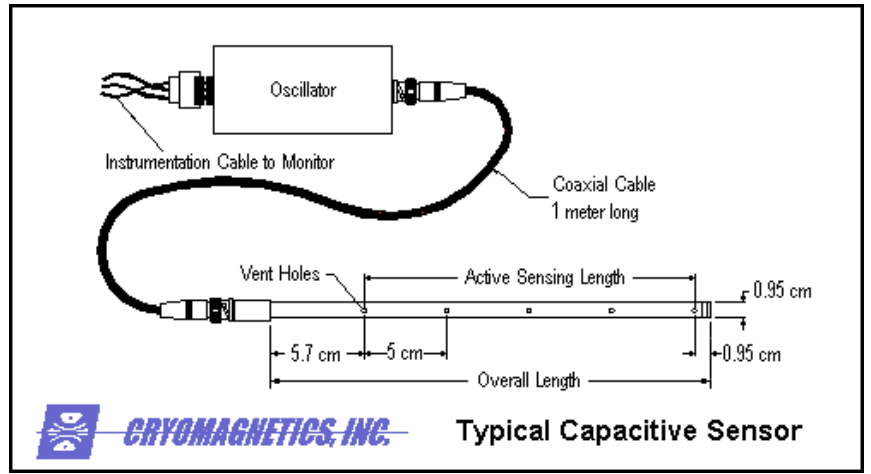 Oscillator
Instrumentation Cable to Monitor
Coaxial Cable
1 meter long
Vent Holes
Active Sensing Length
0.95 cm
5.7 cm
5 cm
0.95 cm
Overall Length
CRYOMAGNETICS, INC.
Typical Capacitive Sensor